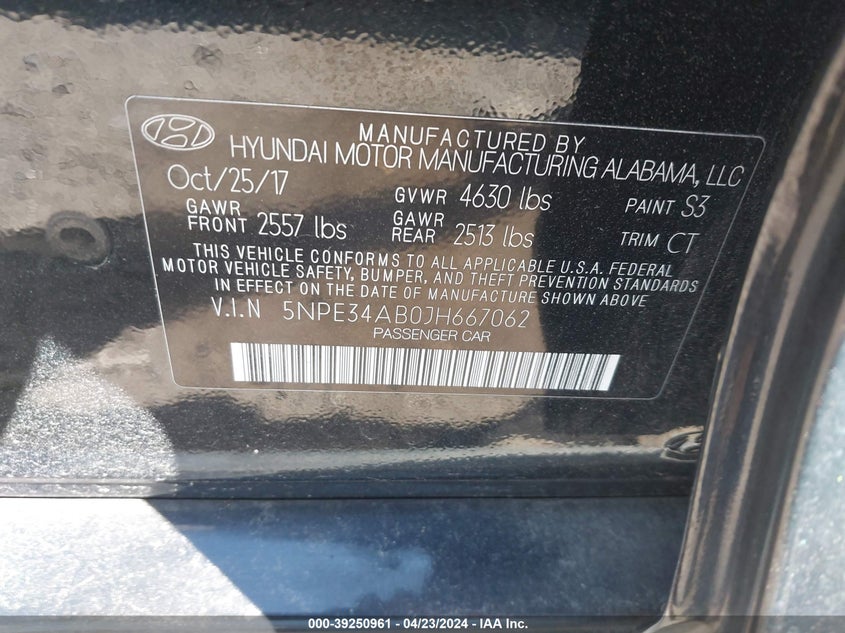 MANUFACTURED BY
HYUNDAI MOTOR MANUFACTURING ALABAMA, LLC
Oct/25/17 GVWR 4630 lbs PAINT S3
GAWR FRONT 2557 lbs GAWR REAR 2513 lbs TRIM CT
THIS VEHICLE CONFORMS TO ALL APPLICABLE U.S.A. FEDERAL
MOTOR VEHICLE SAFETY, BUMPER, AND THEFT PREVENTION STANDARDS
IN EFFECT ON THE DATE OF MANUFACTURE SHOWN ABOVE
V.I.N 5NPE34AB0JH667062
PASSENGER CAR
000-39250961 - 04/23/2024 - IAA Inc.